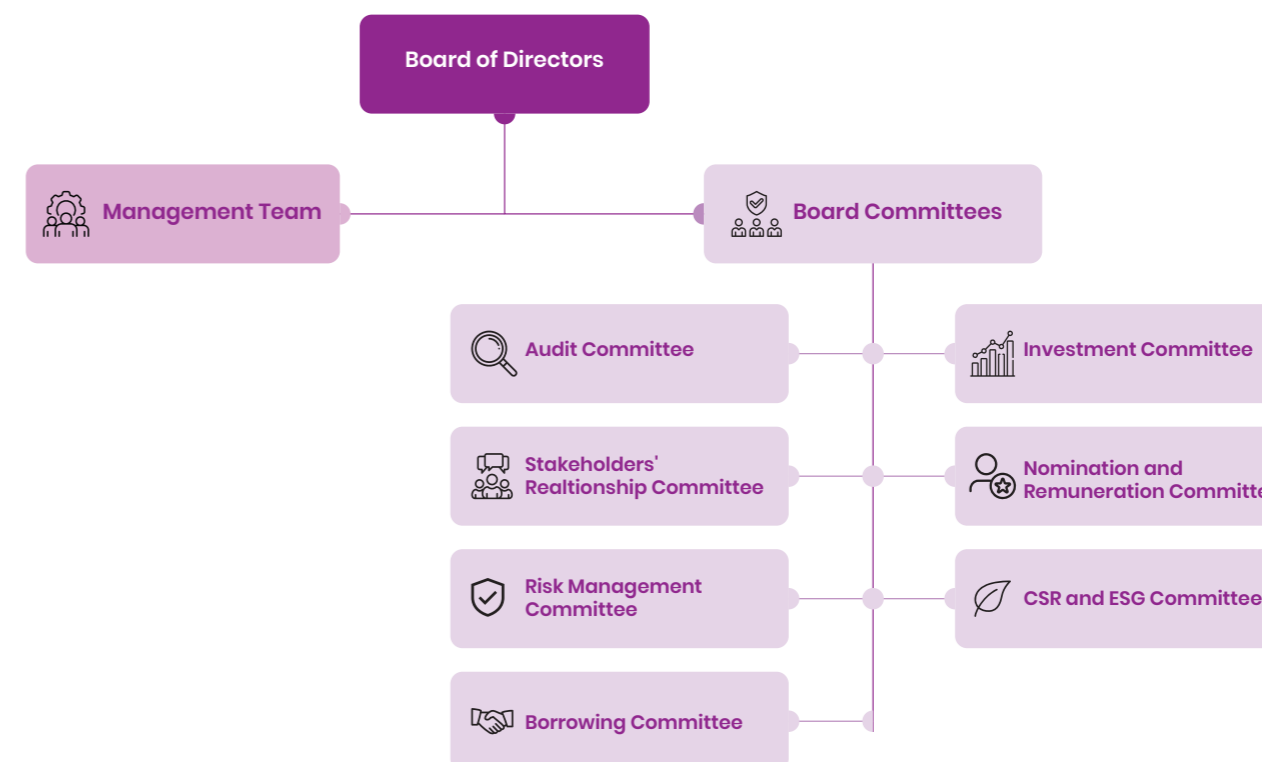 Board of Directors
Management Team
Board Committees
Audit Committee
Investment Committee
Stakeholders'
Realtionship Committee
Nomination and
Remuneration
Risk Management
Committee
CSR and ESG Committee
Borrowing Committee